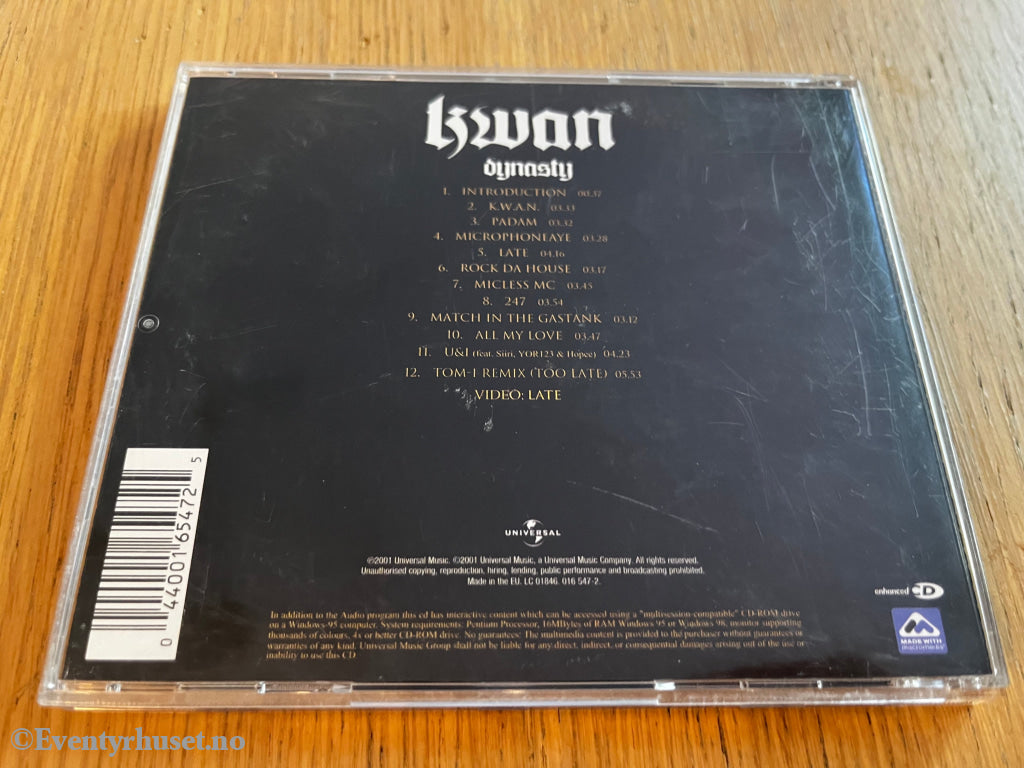 kwan
dynasty
1. INTRODUCTION 00.57
2. K.W.A.N. 03.33
3. PADAM 03.32
4. MICROPHONEAYE 03.28
5. LATE 04.16
6. ROCK DA HOUSE 03.17
7. MICLESS MC 03.45
8. 247 03.54
9. MATCH IN THE GASTANK 03.12
10. ALL MY LOVE 03.47
11. U&I (feat. Siiri, YOR123 & Hopee) 04.23
12. TOM-I REMIX (TOO LATE) 05.53
VIDEO: LATE
UNIVERSAL
℗2001 Universal Music. ©2001 Universal Music, a Universal Music Company. All rights reserved.
Unauthorised copying, reproduction, hiring, lending, public performance and broadcasting prohibited.
Made in the EU. LC 01846. 016 547-2.
0 44001 65472 5
enhanced CD
MADE WITH
macromedia
In addition to the Audio program this cd has interactive content which can be accessed using a "multisession-compatible" CD-ROM drive
on a Windows-95 computer. System requirements: Pentium Processor, 16MBytes of RAM Windows 95 or Windows 98, monitor supporting
thousands of colours, 4x or better CD-ROM drive. No guarantees: The multimedia content is provided to the purchaser without guarantees or
warranties of any kind. Universal Music Group shall not be liable for any direct, indirect, or consequential damages arising out of the use or
inability to use this CD
©Eventyrhuset.no